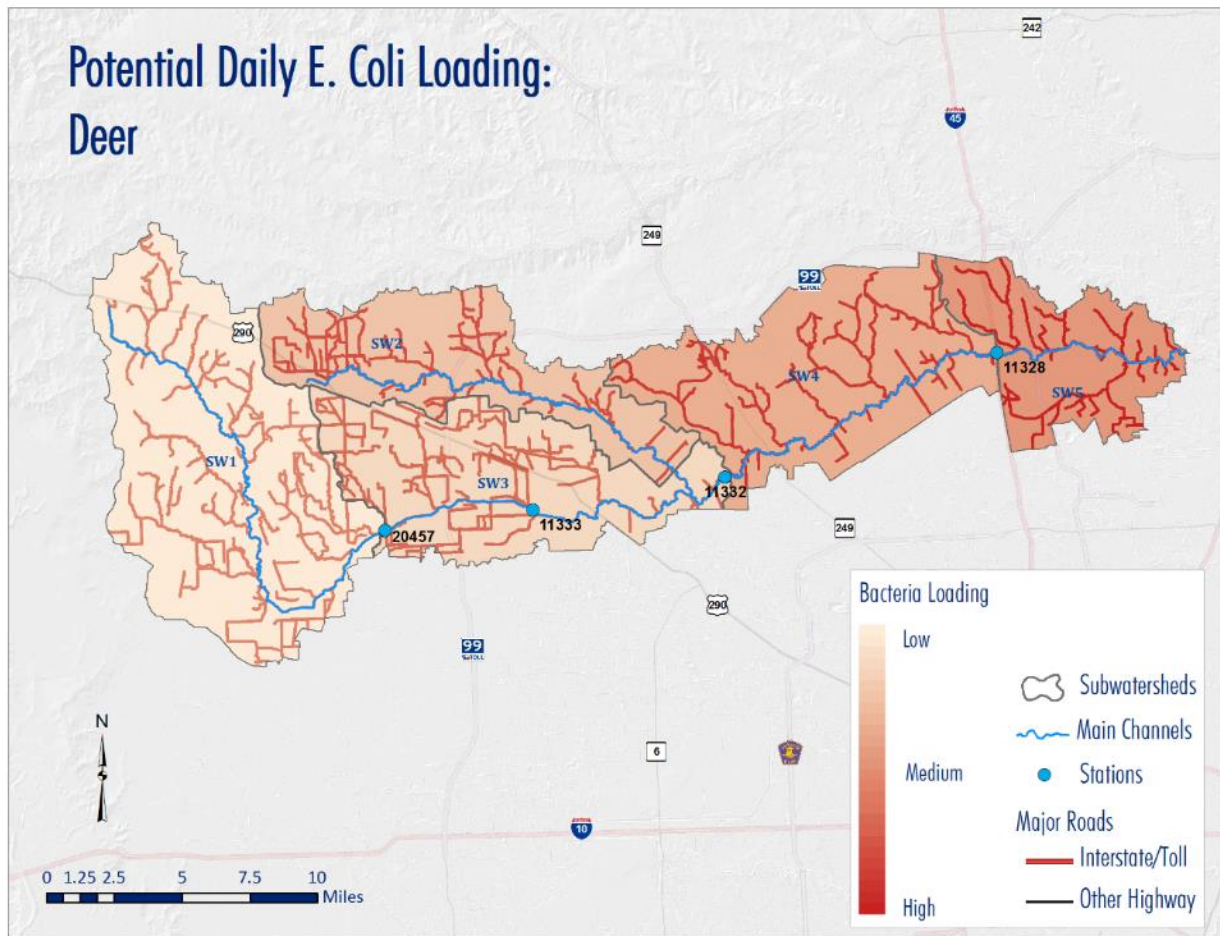 Potential Daily E. Coli Loading:
Deer
242
45
249
99
290
SW2
SW4
11328
SW5
SW1
SW3
11332
11333
20457
249
290
99
6
10
N
0 1.25 2.5 5 7.5 10
Miles
Bacteria Loading
Low
Medium
High
Subwatersheds
Main Channels
Stations
Major Roads
Interstate/Toll
Other Highway